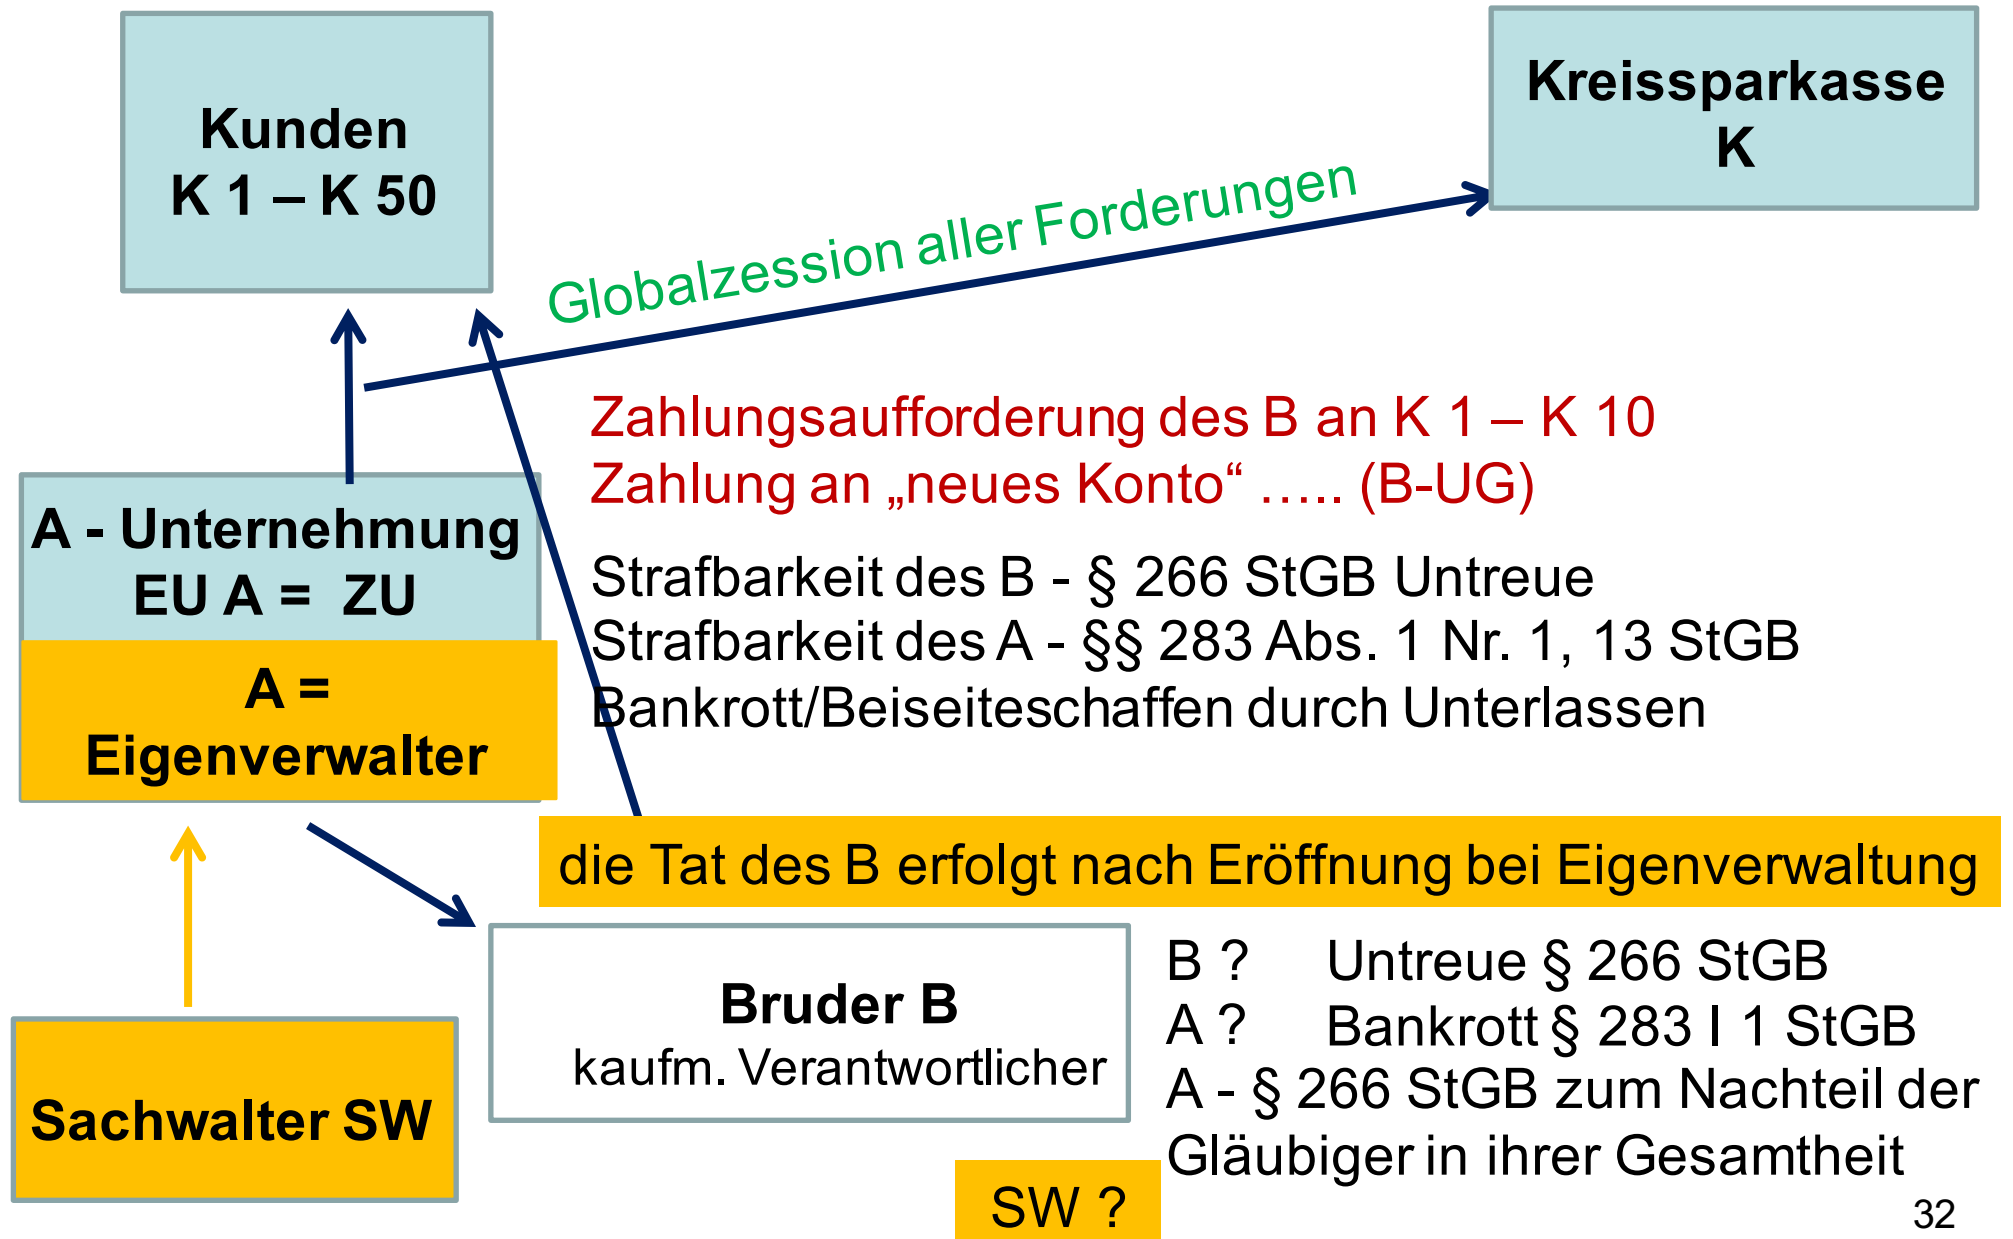 Kunden
K 1 – K 50
Kreissparkasse
K
Globalzession aller Forderungen
Zahlungsaufforderung des B an K 1 – K 10
Zahlung an „neues Konto“ ….. (B-UG)
A - Unternehmung
EU A = ZU
A =
Eigenverwalter
Strafbarkeit des B - § 266 StGB Untreue
Strafbarkeit des A - §§ 283 Abs. 1 Nr. 1, 13 StGB
Bankrott/Beiseiteschaffen durch Unterlassen
die Tat des B erfolgt nach Eröffnung bei Eigenverwaltung
Sachwalter SW
Bruder B
kaufm. Verantwortlicher
B ? Untreue § 266 StGB
A ? Bankrott § 283 I 1 StGB
A - § 266 StGB zum Nachteil der
Gläubiger in ihrer Gesamtheit
SW ?
32